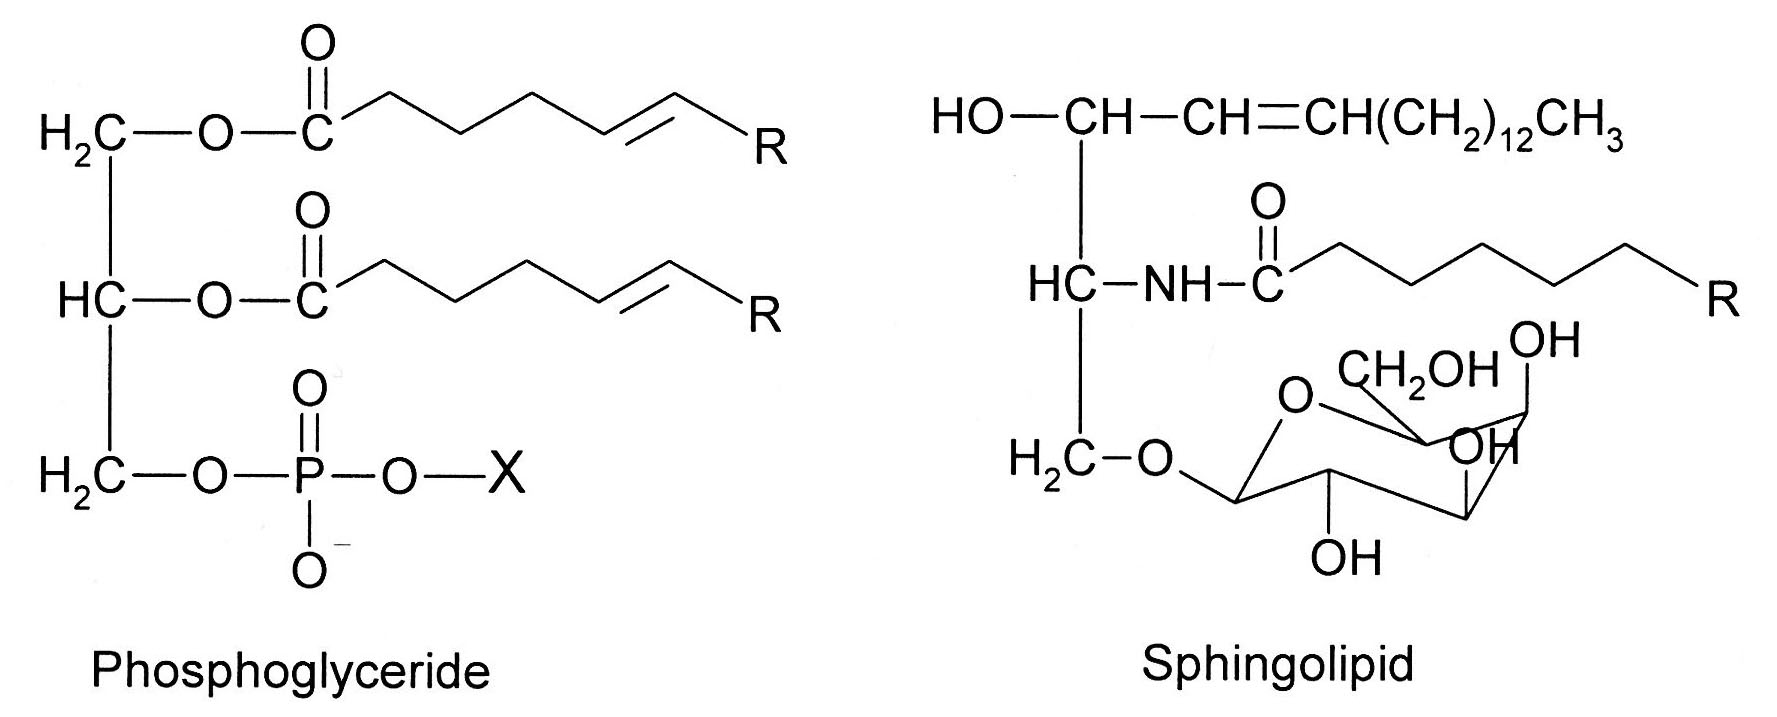 O
H₂C—O—C R
O
HC—O—C R
O
H₂C—O—P—O—X
O⁻
Phosphoglyceride
HO—CH—CH=CH(CH₂)₁₂CH₃
O
HC—NH—C R
OH
CH₂OH
O
OH
H₂C—O
OH
Sphingolipid